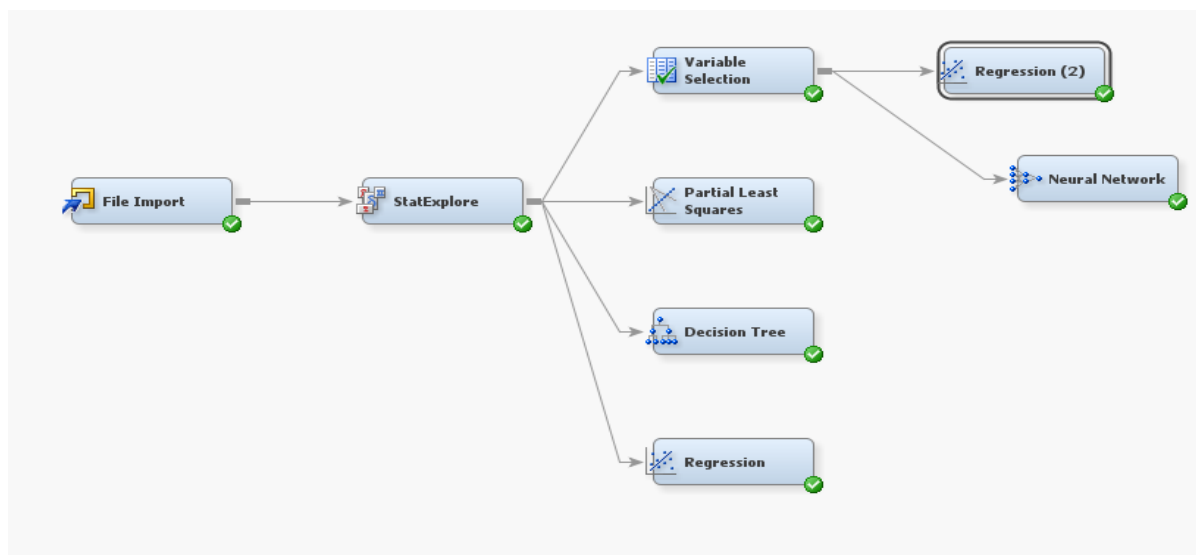 Variable
Selection
Regression (2)
Neural Network
File Import
StatExplore
Partial Least
Squares
Decision Tree
Regression